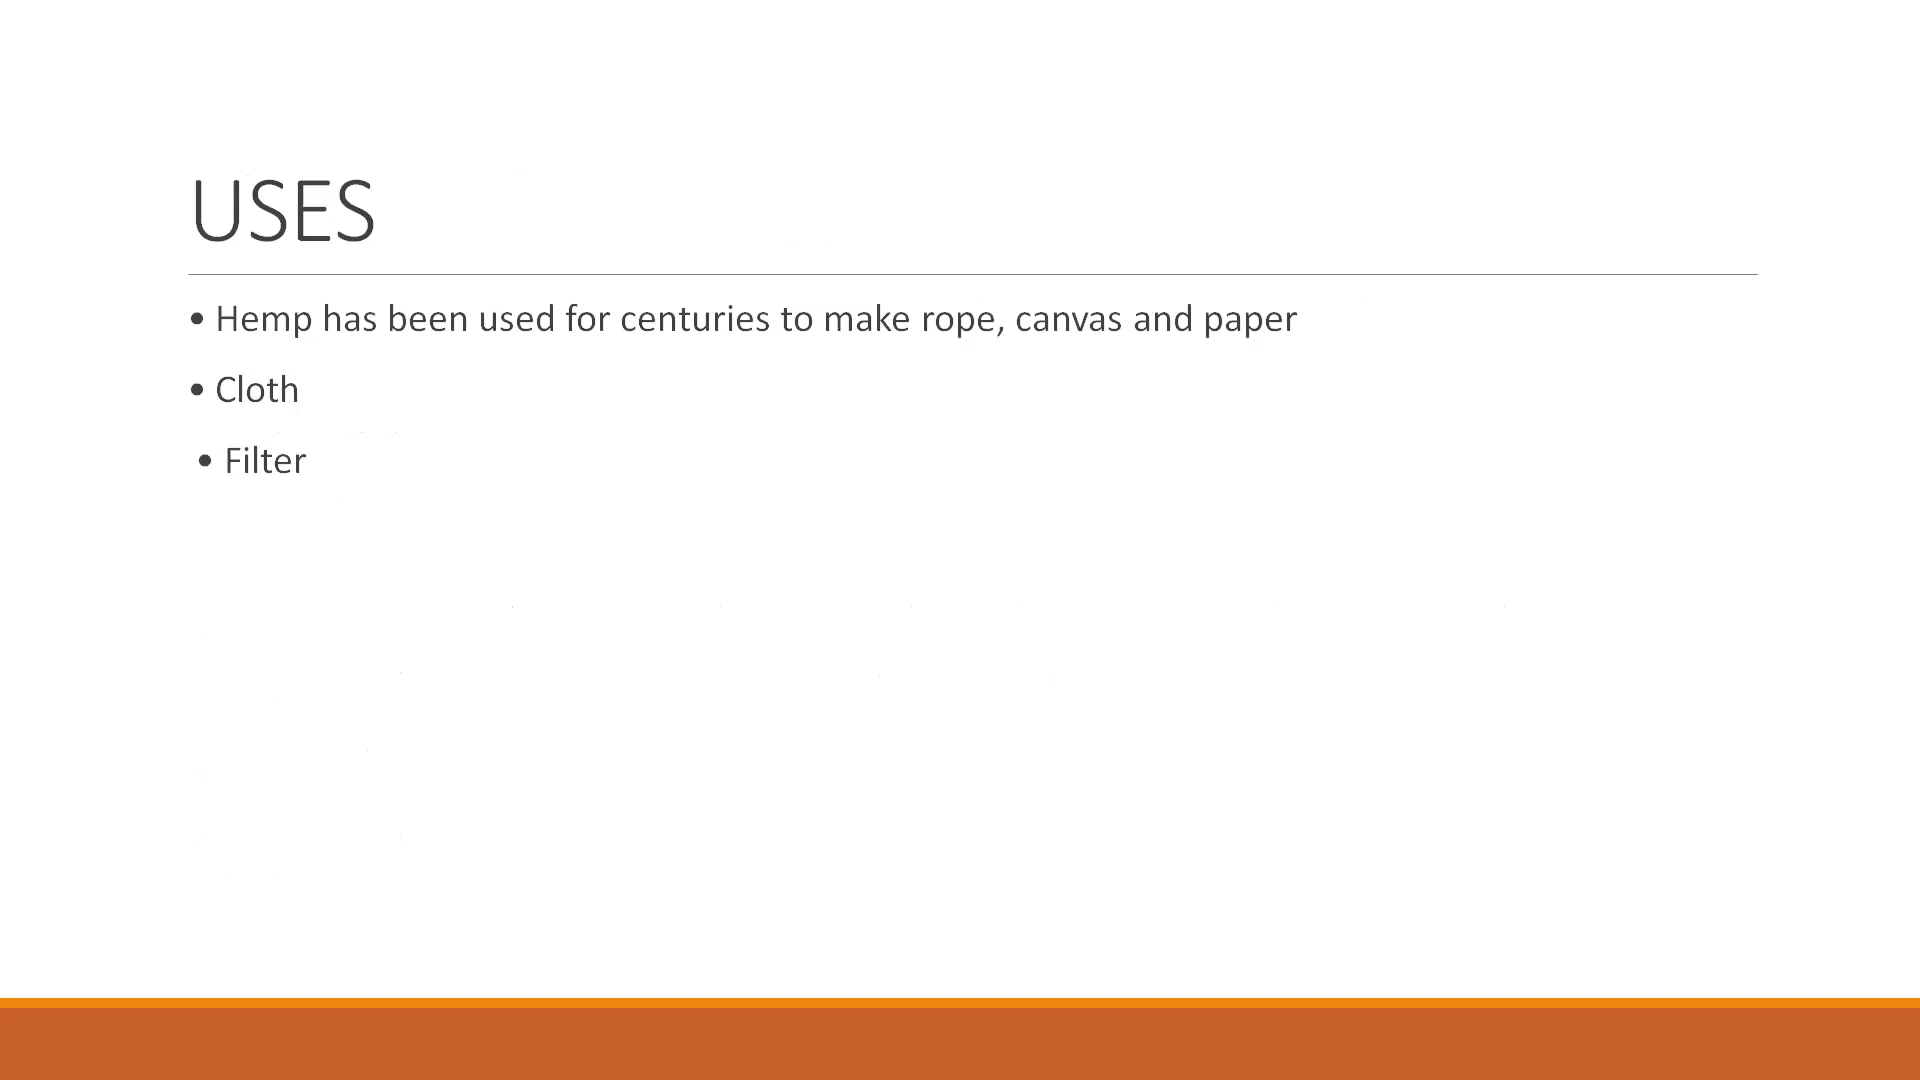 USES
• Hemp has been used for centuries to make rope, canvas and paper
• Cloth
• Filter